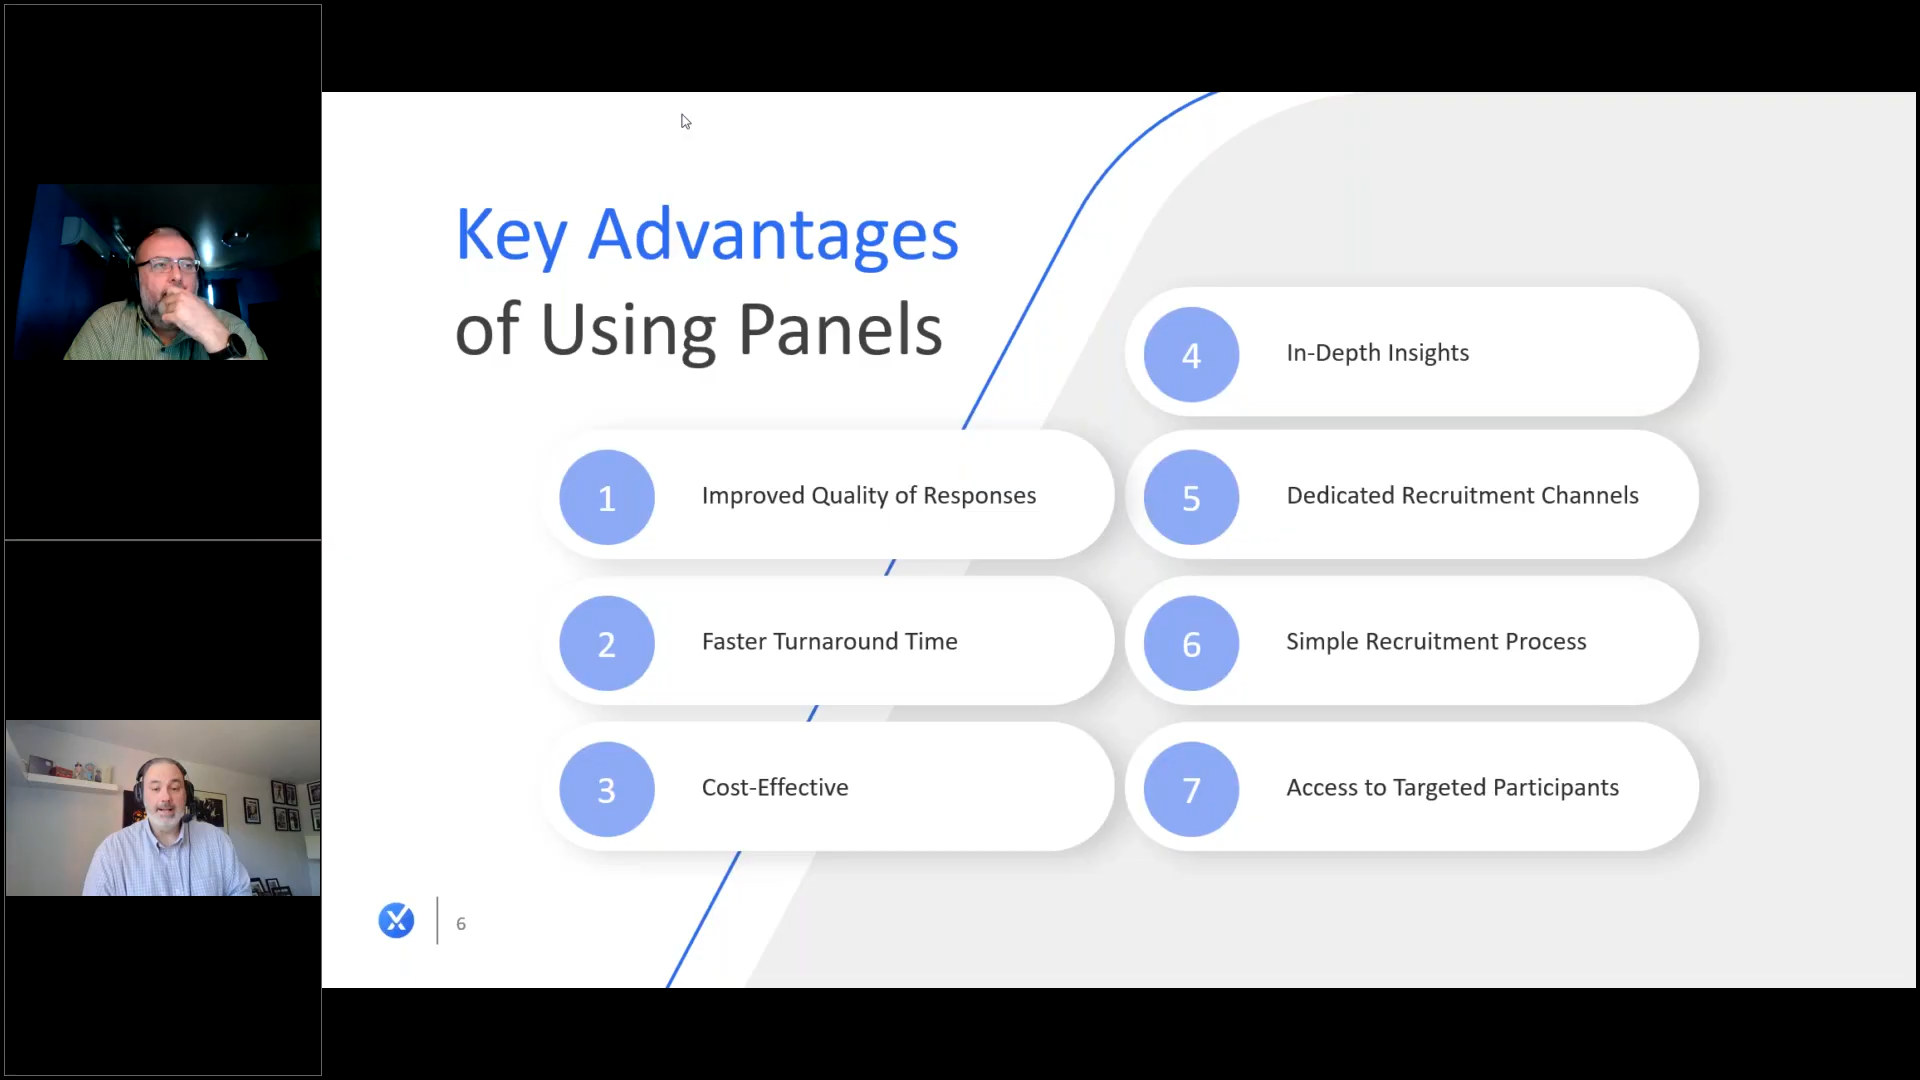 Key Advantages
of Using Panels
1
Improved Quality of Responses
2
Faster Turnaround Time
3
Cost-Effective
4
In-Depth Insights
5
Dedicated Recruitment Channels
6
Simple Recruitment Process
7
Access to Targeted Participants
6